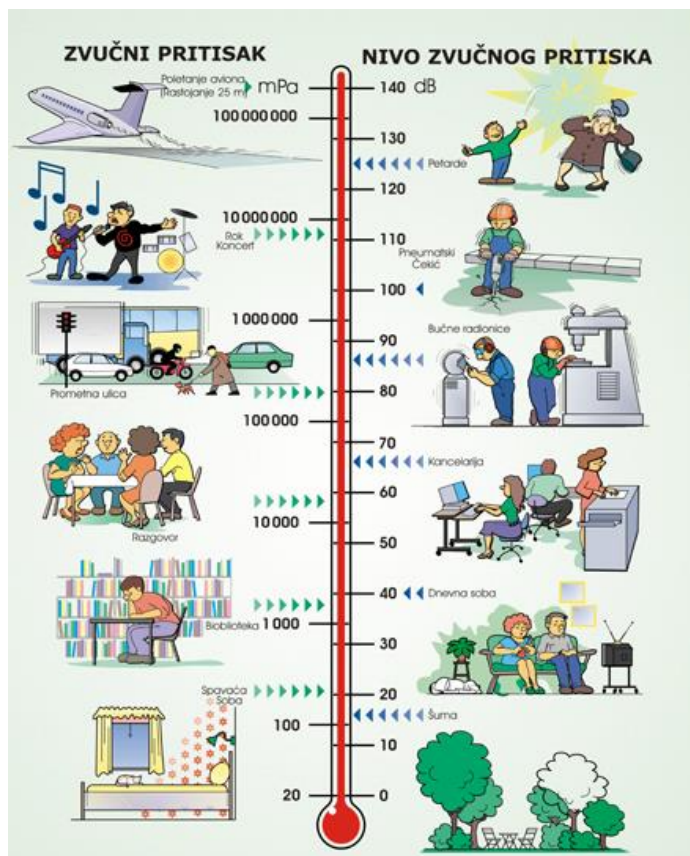 ZVUČNI PRITISAK
NIVO ZVUČNOG PRITISKA
Poletanje aviona
(Rastojanje 25 m)
mPa
140 dB
100 000 000
130
Petarde
120
10 000 000
Rok
Koncert
110
Pneumatski
Čekić
100
1 000 000
90
Bučne radionice
Prometna ulica
80
100 000
70
Kancelarija
60
10 000
Razgovor
50
40
Dnevna soba
Bioblioteka
1 000
30
Spavaća
Soba
20
Šuma
100
10
20
0